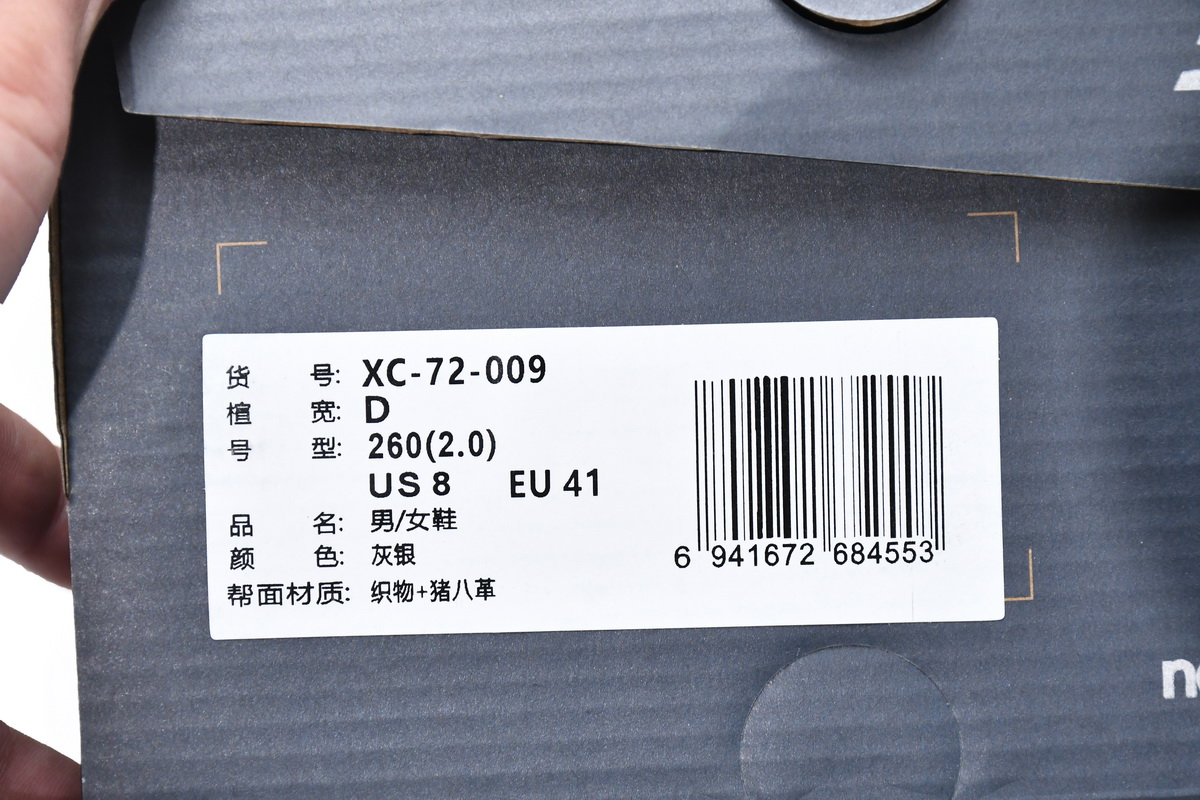 货 号: XC-72-009
楦 宽: D
号 型: 260(2.0)
US 8 EU 41
品 名: 男/女鞋
颜 色: 灰银
帮面材质: 织物+猪八革
6 941672 684553